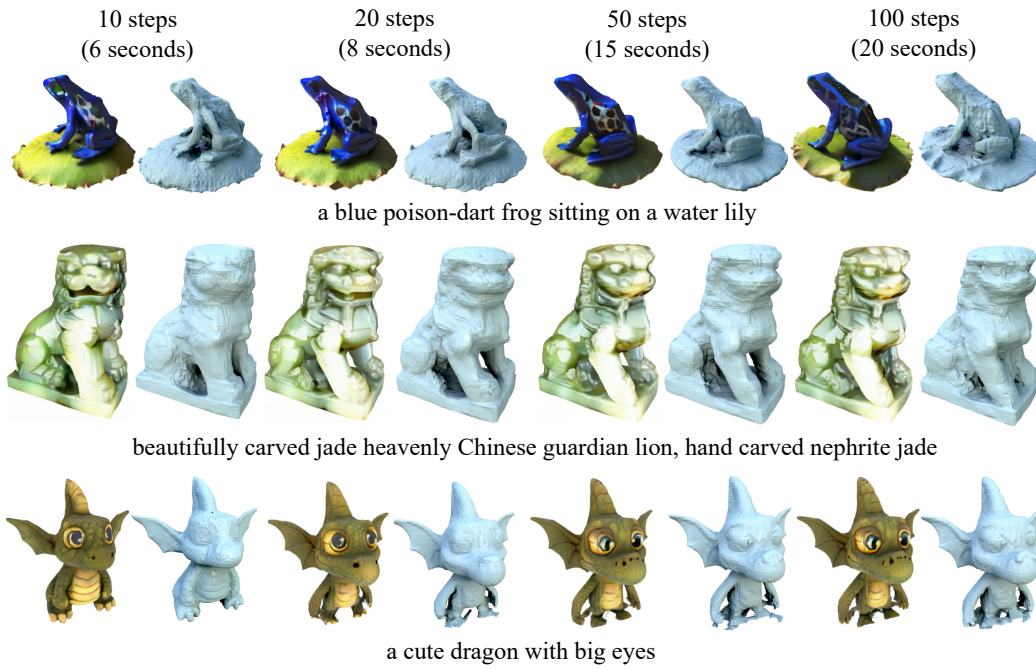 10 steps
(6 seconds)
20 steps
(8 seconds)
50 steps
(15 seconds)
100 steps
(20 seconds)
a blue poison-dart frog sitting on a water lily
beautifully carved jade heavenly Chinese guardian lion, hand carved nephrite jade
a cute dragon with big eyes